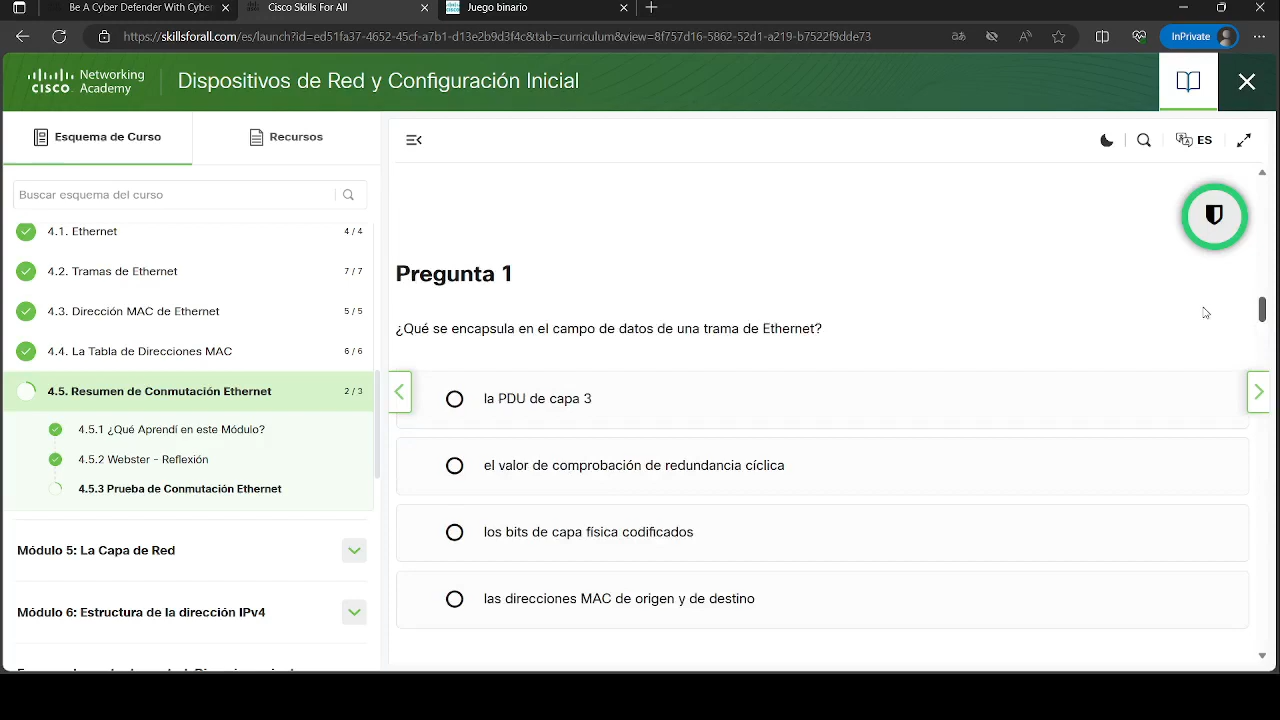 Be A Cyber Defender With Cyber
Cisco Skills For All
Juego binario
https://skillsforall.com/es/launch?id=ed51fa37-4652-45cf-a7b1-d13e2b9d3f4c8&tab=curriculum&view=8f757d16-5862-52d1-a219-b7522f9dde73
InPrivate
Networking
CISCO Academy
Dispositivos de Red y Configuración Inicial
Esquema de Curso
Recursos
ES
Buscar esquema del curso
4.1. Ethernet 4 / 4
4.2. Tramas de Ethernet 7 / 7
4.3. Dirección MAC de Ethernet 5 / 5
4.4. La Tabla de Direcciones MAC 6 / 6
4.5. Resumen de Conmutación Ethernet 2 / 3
4.5.1 ¿Qué Aprendí en este Módulo?
4.5.2 Webster - Reflexión
4.5.3 Prueba de Conmutación Ethernet
Módulo 5: La Capa de Red
Módulo 6: Estructura de la dirección IPv4
Pregunta 1
¿Qué se encapsula en el campo de datos de una trama de Ethernet?
la PDU de capa 3
el valor de comprobación de redundancia cíclica
los bits de capa física codificados
las direcciones MAC de origen y de destino